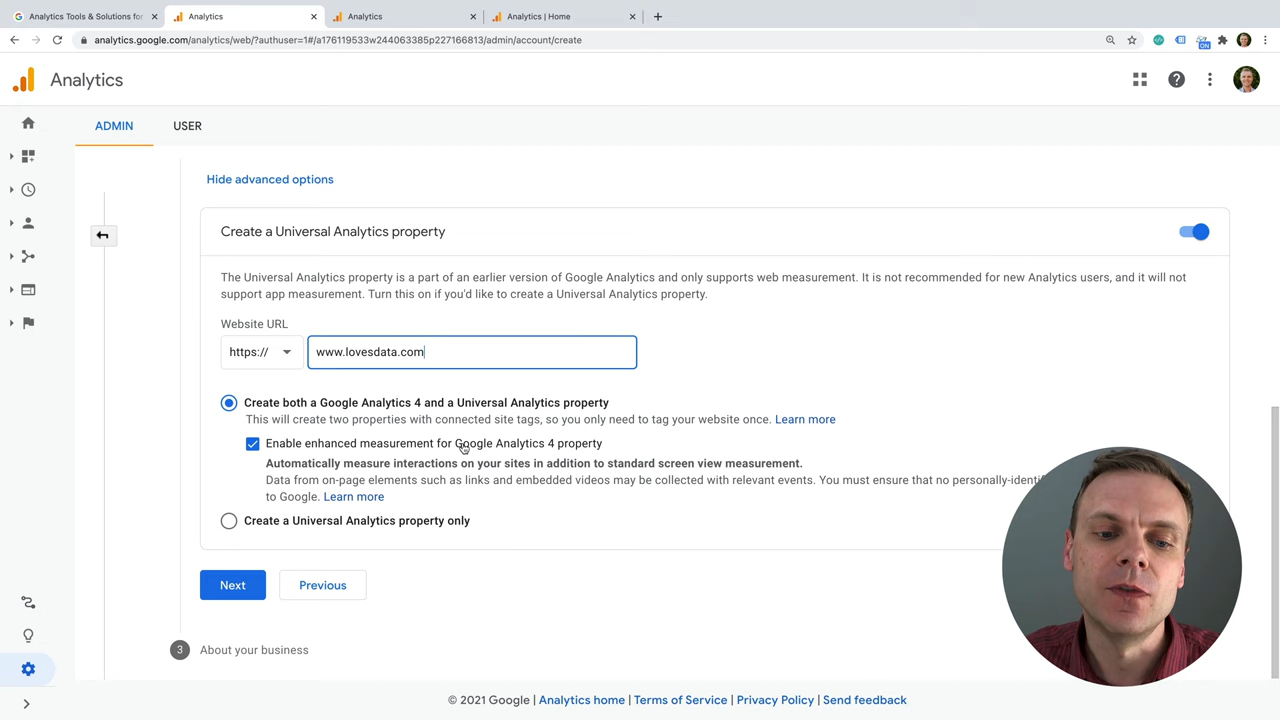 Analytics Tools & Solutions for
Analytics
Analytics
Analytics | Home
analytics.google.com/analytics/web/?authuser=1#/a176119533w244063385p227166813/admin/account/create
ON
Analytics
ADMIN
USER
Hide advanced options
Create a Universal Analytics property
The Universal Analytics property is a part of an earlier version of Google Analytics and only supports web measurement. It is not recommended for new Analytics users, and it will not
support app measurement. Turn this on if you'd like to create a Universal Analytics property.
Website URL
https://
www.lovesdata.com
Create both a Google Analytics 4 and a Universal Analytics property
This will create two properties with connected site tags, so you only need to tag your website once. Learn more
Enable enhanced measurement for Google Analytics 4 property
Automatically measure interactions on your sites in addition to standard screen view measurement.
Data from on-page elements such as links and embedded videos may be collected with relevant events. You must ensure that no
to Google. Learn more
Create a Universal Analytics property only
Next
Previous
3
About your business
© 2021 Google | Analytics home | Terms of Service | Privacy Policy | Send feedback